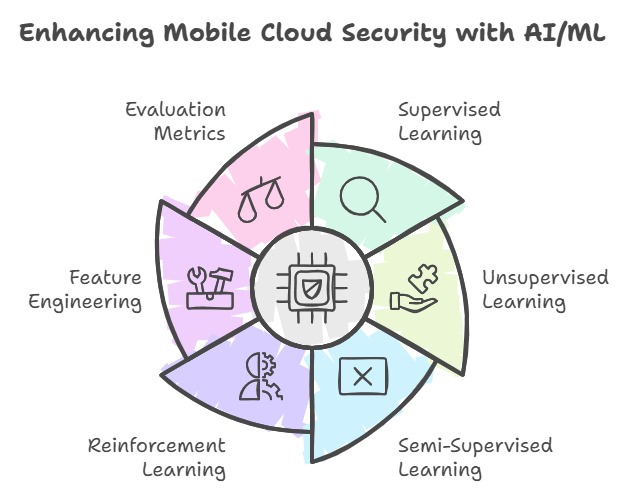 Enhancing Mobile Cloud Security with AI/ML
Evaluation
Metrics
Supervised
Learning
Feature
Engineering
Unsupervised
Learning
Reinforcement
Learning
Semi-Supervised
Learning